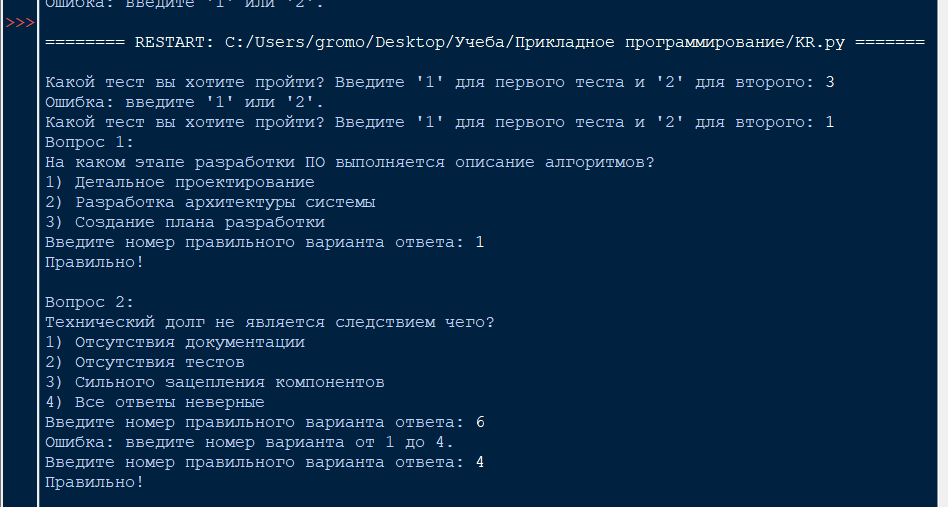 Ошибка: введите '1' или '2'.
>>>
======== RESTART: C:/Users/gromo/Desktop/Учеба/Прикладное программирование/KR.py =======
Какой тест вы хотите пройти? Введите '1' для первого теста и '2' для второго: 3
Ошибка: введите '1' или '2'.
Какой тест вы хотите пройти? Введите '1' для первого теста и '2' для второго: 1
Вопрос 1:
На каком этапе разработки ПО выполняется описание алгоритмов?
1) Детальное проектирование
2) Разработка архитектуры системы
3) Создание плана разработки
Введите номер правильного варианта ответа: 1
Правильно!
Вопрос 2:
Технический долг не является следствием чего?
1) Отсутствия документации
2) Отсутствия тестов
3) Сильного зацепления компонентов
4) Все ответы неверные
Введите номер правильного варианта ответа: 6
Ошибка: введите номер варианта от 1 до 4.
Введите номер правильного варианта ответа: 4
Правильно!